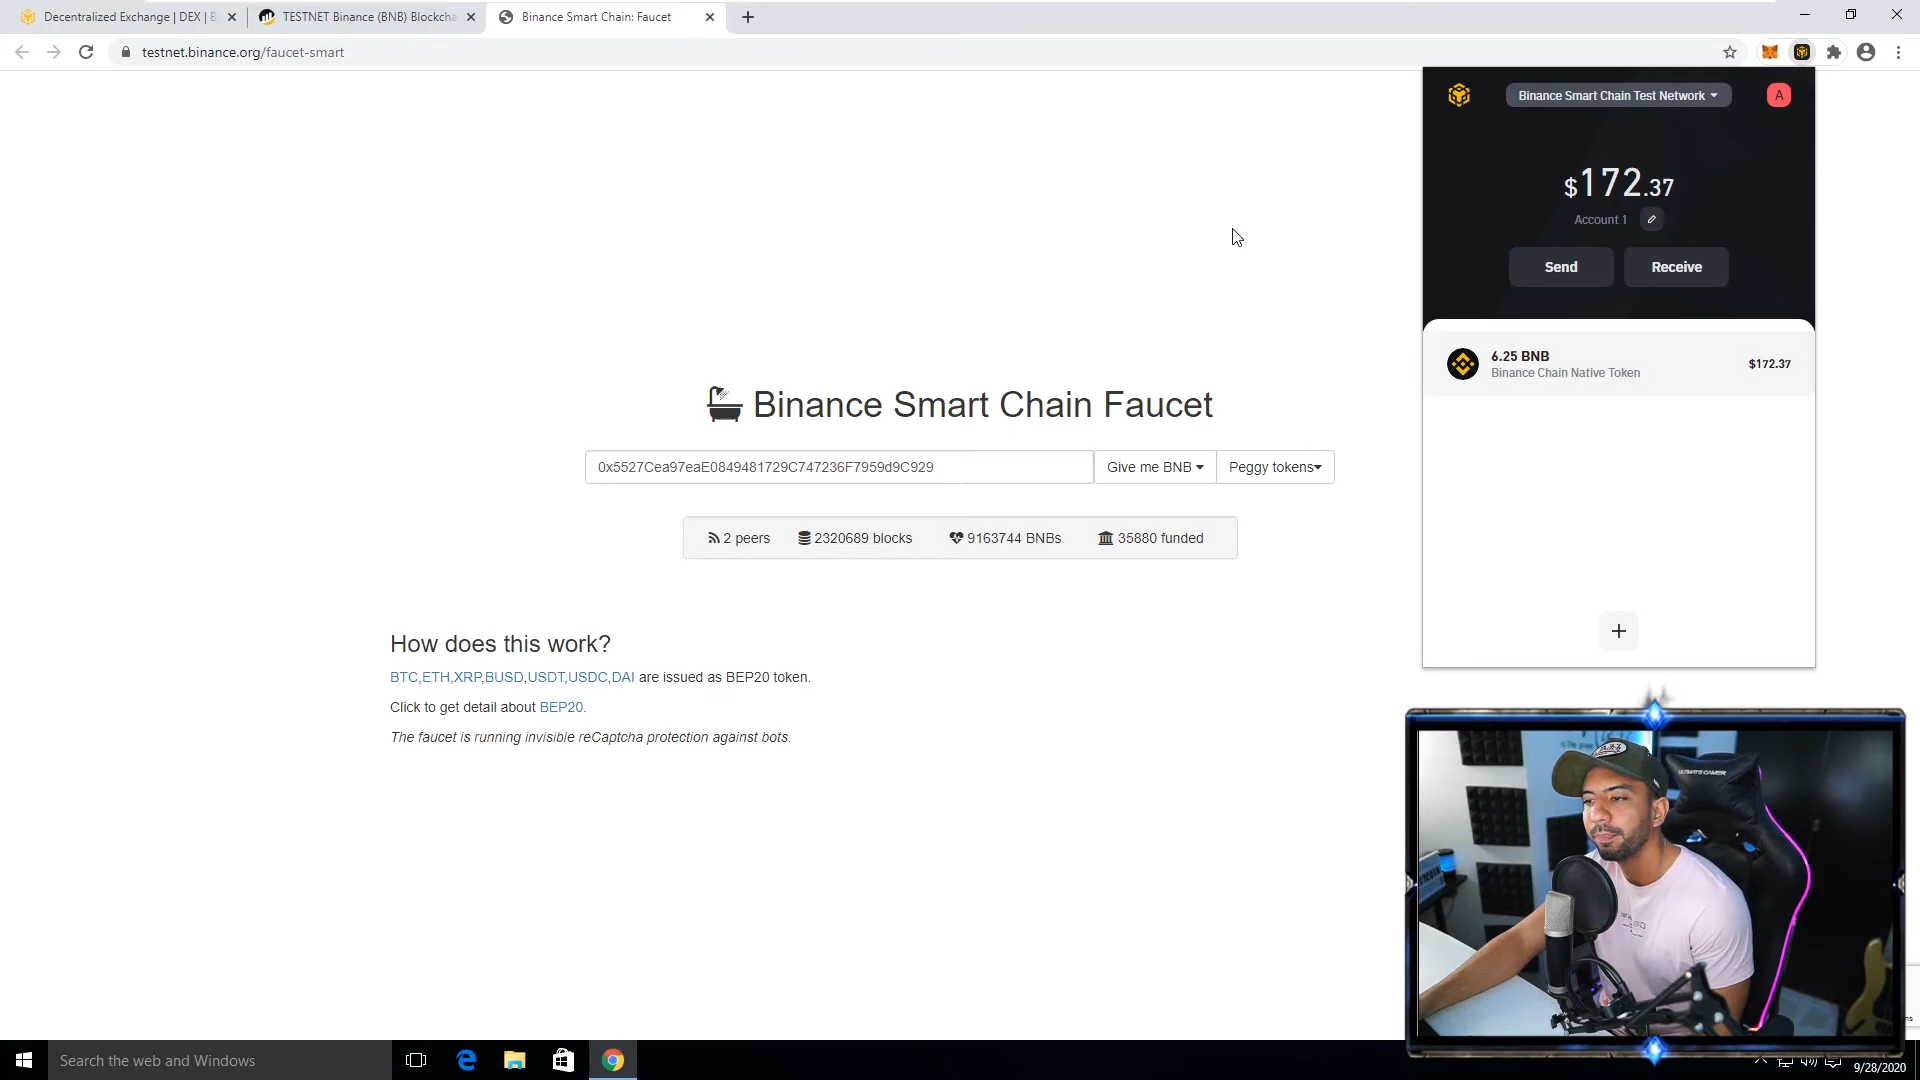 Decentralized Exchange | DEX | B
TESTNET Binance (BNB) Blockcha
Binance Smart Chain: Faucet
testnet.binance.org/faucet-smart
Binance Smart Chain Test Network
A
$172.37
Account 1
Send
Receive
6.25 BNB
Binance Chain Native Token
$172.37
Binance Smart Chain Faucet
0x5527Cea97eaE0849481729C747236F7959d9C929
Give me BNB
Peggy tokens
2 peers
2320689 blocks
9163744 BNBs
35880 funded
How does this work?
BTC,ETH,XRP,BUSD,USDT,USDC,DAI are issued as BEP20 token.
Click to get detail about BEP20.
The faucet is running invisible reCaptcha protection against bots.
ULTIMATE GAMER
Search the web and Windows
9/28/2020